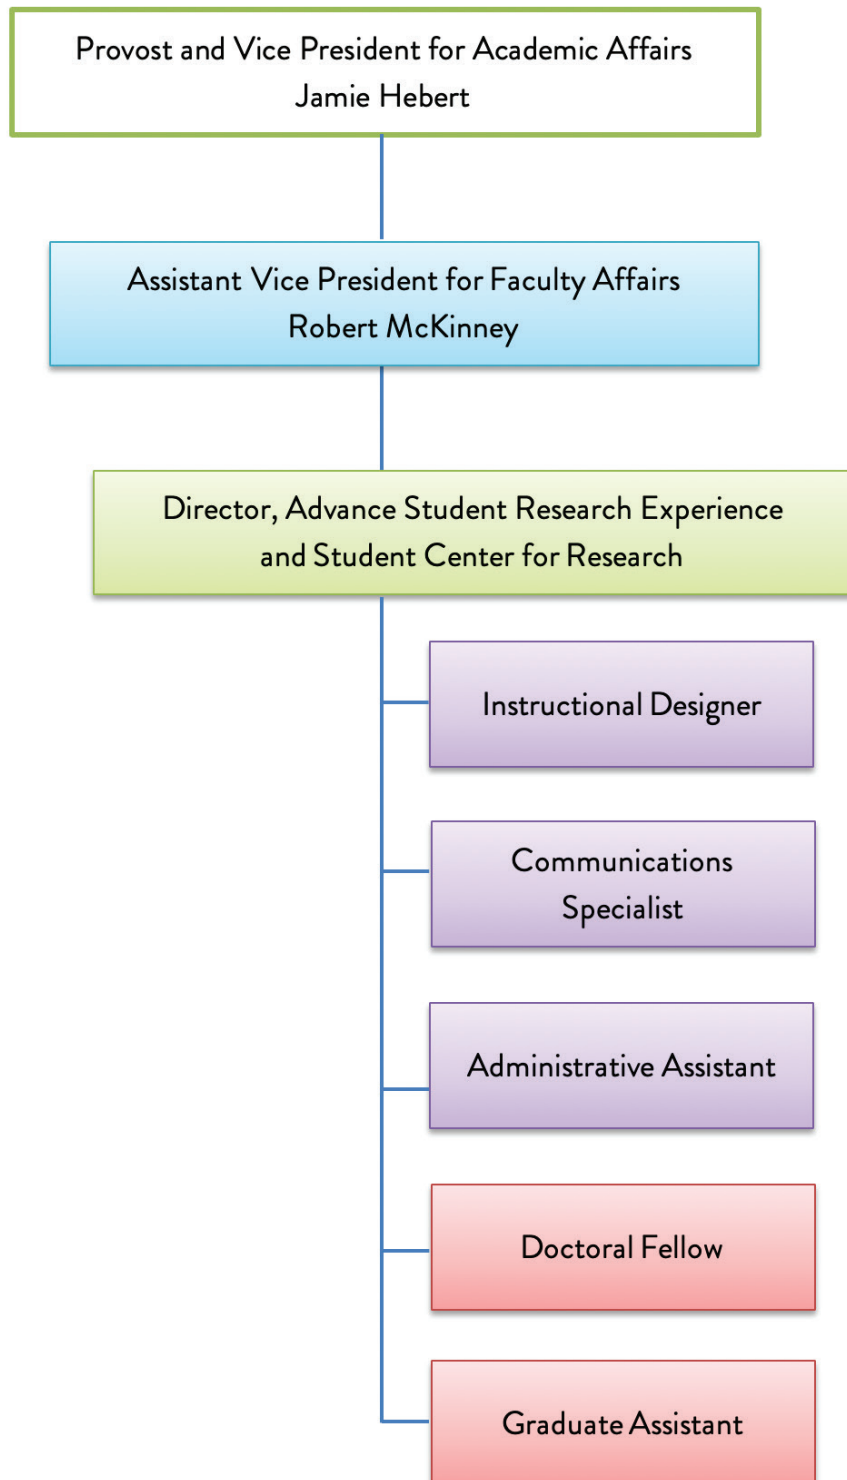 Provost and Vice President for Academic Affairs
Jamie Hebert
Assistant Vice President for Faculty Affairs
Robert McKinney
Director, Advance Student Research Experience
and Student Center for Research
Instructional Designer
Communications
Specialist
Administrative Assistant
Doctoral Fellow
Graduate Assistant